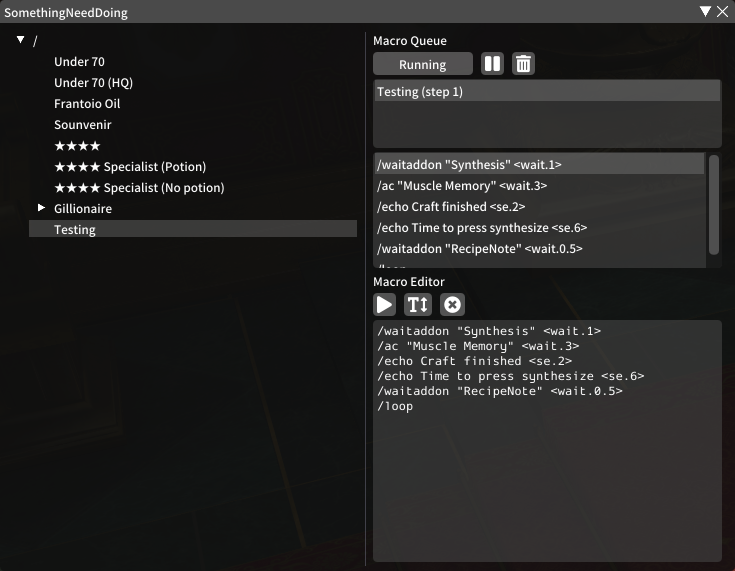 SomethingNeedDoing
/
Under 70
Under 70 (HQ)
Frantoio Oil
Sounvenir
★★★★
★★★★ Specialist (Potion)
★★★★ Specialist (No potion)
Gillionaire
Testing
Macro Queue
Running
Testing (step 1)
/waitaddon "Synthesis" <wait.1>
/ac "Muscle Memory" <wait.3>
/echo Craft finished <se.2>
/echo Time to press synthesize <se.6>
/waitaddon "RecipeNote" <wait.0.5>
/loop
Macro Editor
/waitaddon "Synthesis" <wait.1>
/ac "Muscle Memory" <wait.3>
/echo Craft finished <se.2>
/echo Time to press synthesize <se.6>
/waitaddon "RecipeNote" <wait.0.5>
/loop